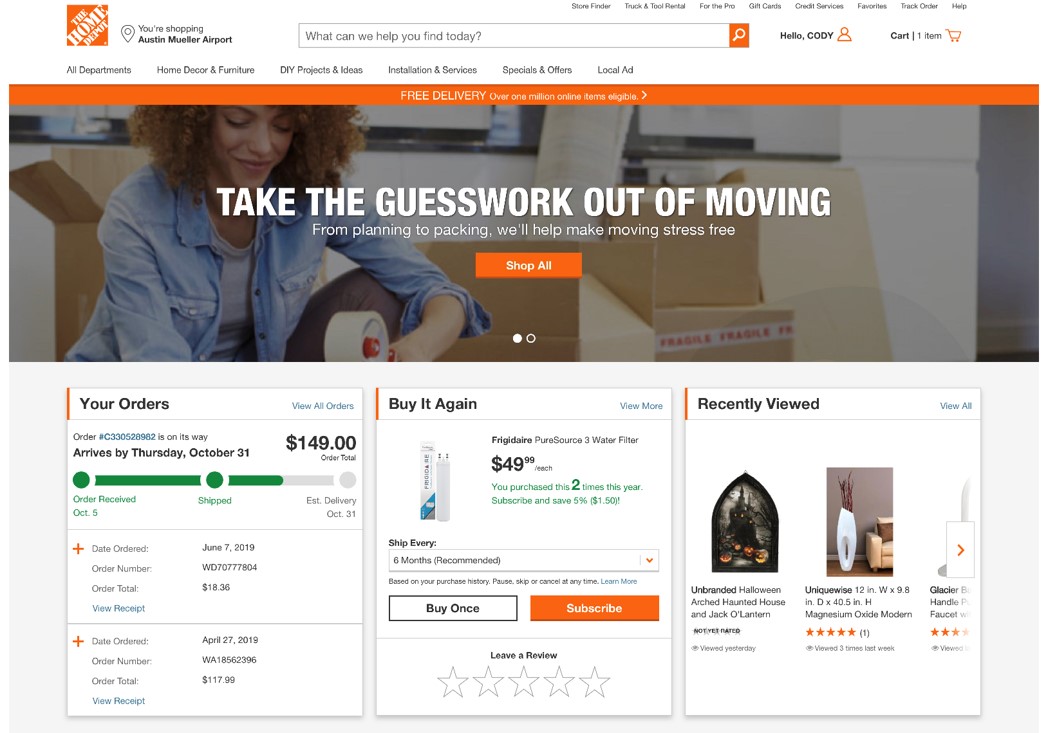 Store Finder Truck & Tool Rental For the Pro Gift Cards Credit Services Favorites Track Order Help
THE HOME DEPOT
You're shopping
Austin Mueller Airport
What can we help you find today?
Hello, CODY
Cart | 1 item
All Departments Home Decor & Furniture DIY Projects & Ideas Installation & Services Specials & Offers Local Ad
FREE DELIVERY Over one million online items eligible.
TAKE THE GUESSWORK OUT OF MOVING
From planning to packing, we'll help make moving stress free
Shop All
FRAGILE FRAGILE FR
Your Orders
View All Orders
Order #C330528982 is on its way
Arrives by Thursday, October 31
$149.00
Order Total
Order Received
Oct. 5
Shipped
Est. Delivery
Oct. 31
Date Ordered: June 7, 2019
Order Number: WD70777804
Order Total: $18.36
View Receipt
Date Ordered: April 27, 2019
Order Number: WA18562396
Order Total: $117.99
View Receipt
Buy It Again
View More
FRIGIDAIRE
Frigidaire PureSource 3 Water Filter
$49 99 /each
You purchased this 2 times this year.
Subscribe and save 5% ($1.50)!
Ship Every:
6 Months (Recommended)
Based on your purchase history. Pause, skip or cancel at any time. Learn More
Buy Once
Subscribe
Leave a Review
Recently Viewed
View All
Unbranded Halloween
Arched Haunted House
and Jack O'Lantern
NOT YET RATED
Viewed yesterday
Uniquewise 12 in. W x 9.8
in. D x 40.5 in. H
Magnesium Oxide Modern
(1)
Viewed 3 times last week
Glacier
Handle
Faucet
Viewed